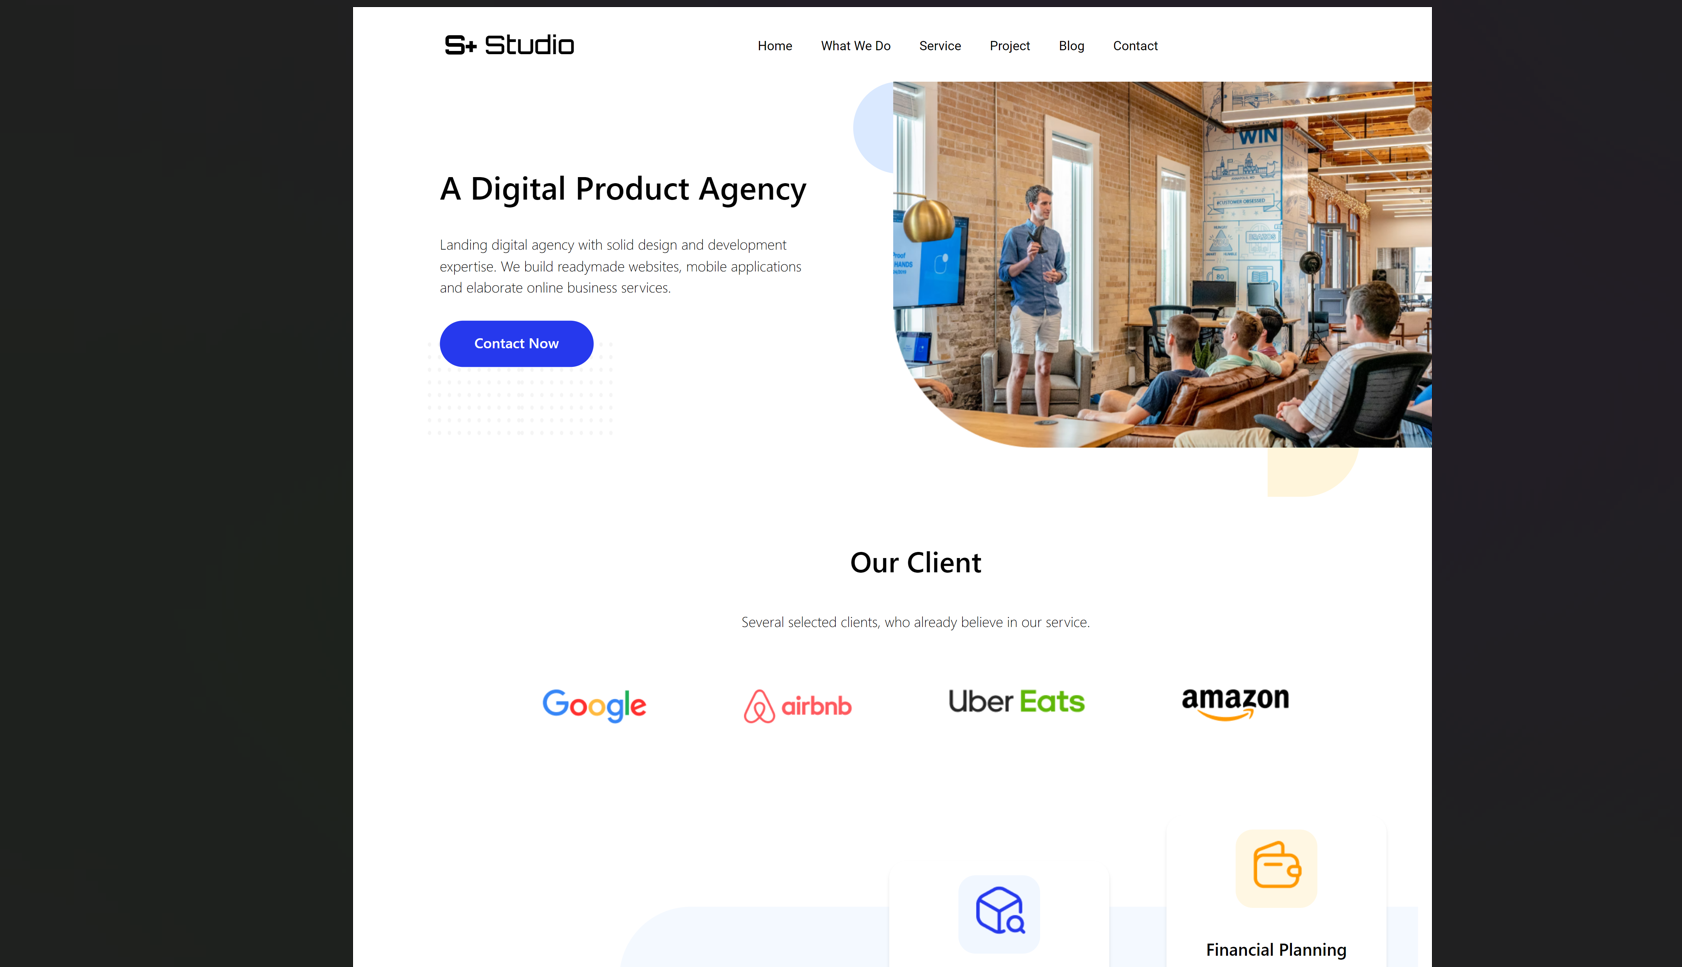 S+ Studio
Home What We Do Service Project Blog Contact
WIN
CUSTOMER OBSESSED
A Digital Product Agency
Landing digital agency with solid design and development
expertise. We build readymade websites, mobile applications
and elaborate online business services.
Contact Now
Our Client
Several selected clients, who already believe in our service.
Google
airbnb
Uber Eats
amazon
Financial Planning